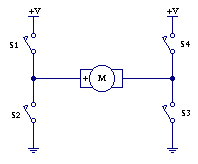 +V +V
S1 S4
+ M
S2 S3